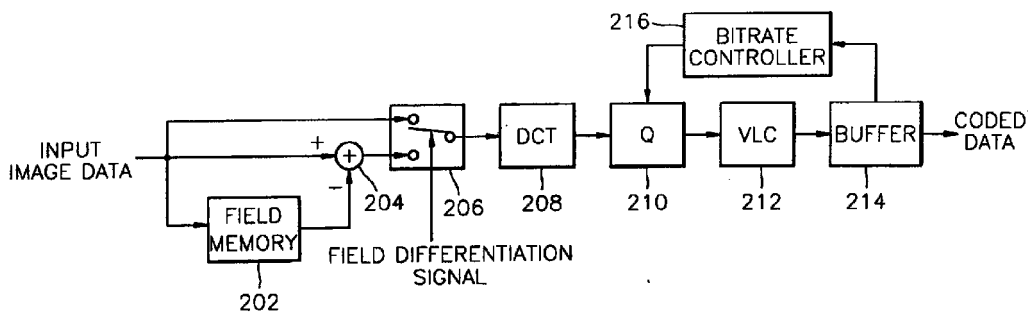 216
BITRATE
CONTROLLER
INPUT
IMAGE DATA
+
+
−
204
206
DCT
208
Q
210
VLC
212
BUFFER
214
CODED
DATA
FIELD
MEMORY
202
FIELD DIFFERENTIATION
SIGNAL